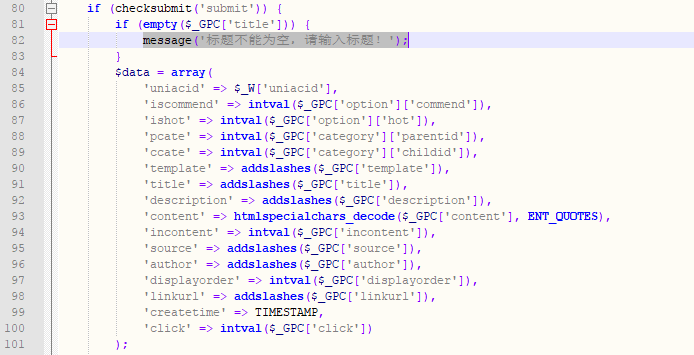 80 if (checksubmit('submit')) {
81 if (empty($_GPC['title'])) {
82 message('标题不能为空，请输入标题！');
83 }
84 $data = array(
85 'uniacid' => $_W['uniacid'],
86 'iscommend' => intval($_GPC['option']['commend']),
87 'ishot' => intval($_GPC['option']['hot']),
88 'pcate' => intval($_GPC['category']['parentid']),
89 'ccate' => intval($_GPC['category']['childid']),
90 'template' => addslashes($_GPC['template']),
91 'title' => addslashes($_GPC['title']),
92 'description' => addslashes($_GPC['description']),
93 'content' => htmlspecialchars_decode($_GPC['content'], ENT_QUOTES),
94 'incontent' => intval($_GPC['incontent']),
95 'source' => addslashes($_GPC['source']),
96 'author' => addslashes($_GPC['author']),
97 'displayorder' => intval($_GPC['displayorder']),
98 'linkurl' => addslashes($_GPC['linkurl']),
99 'createtime' => TIMESTAMP,
100 'click' => intval($_GPC['click'])
101 );